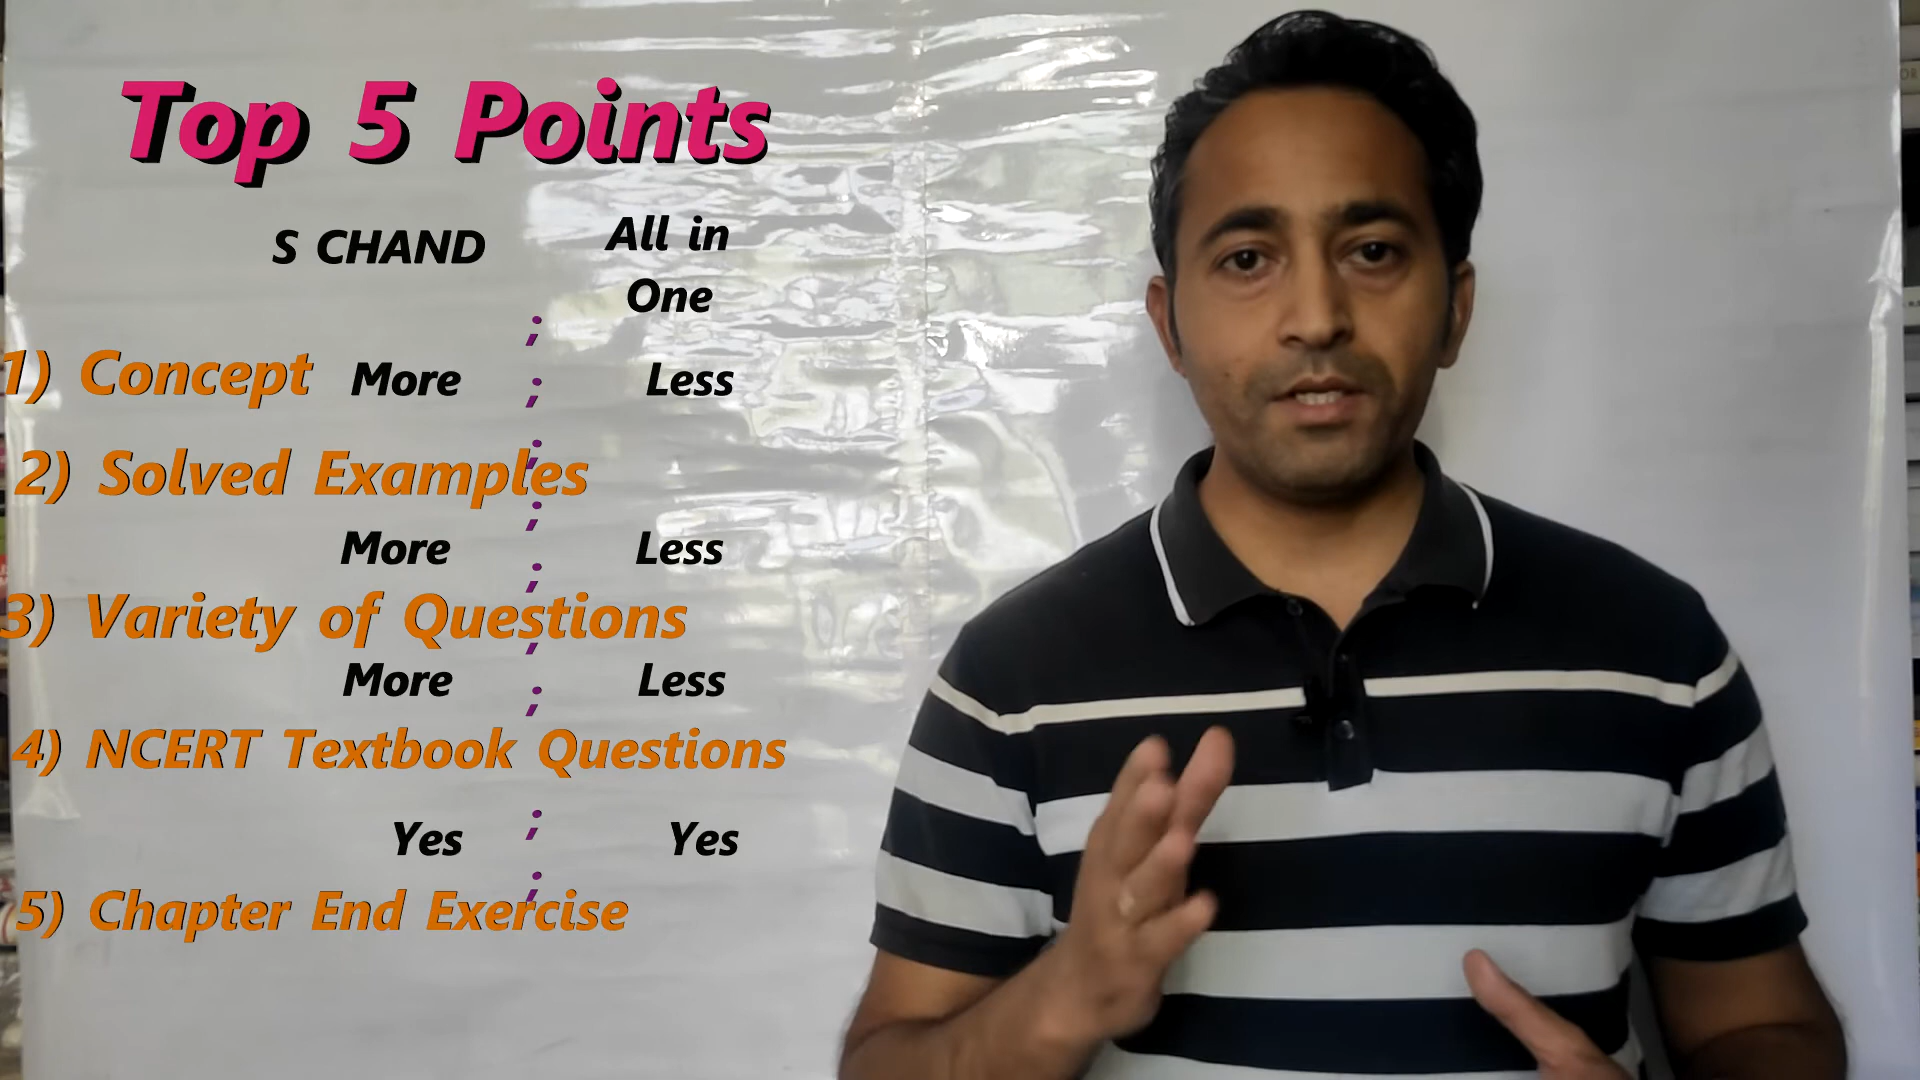 Top 5 Points
S CHAND
All in
One
1) Concept More Less
2) Solved Examples
More Less
3) Variety of Questions
More Less
4) NCERT Textbook Questions
Yes Yes
5) Chapter End Exercise